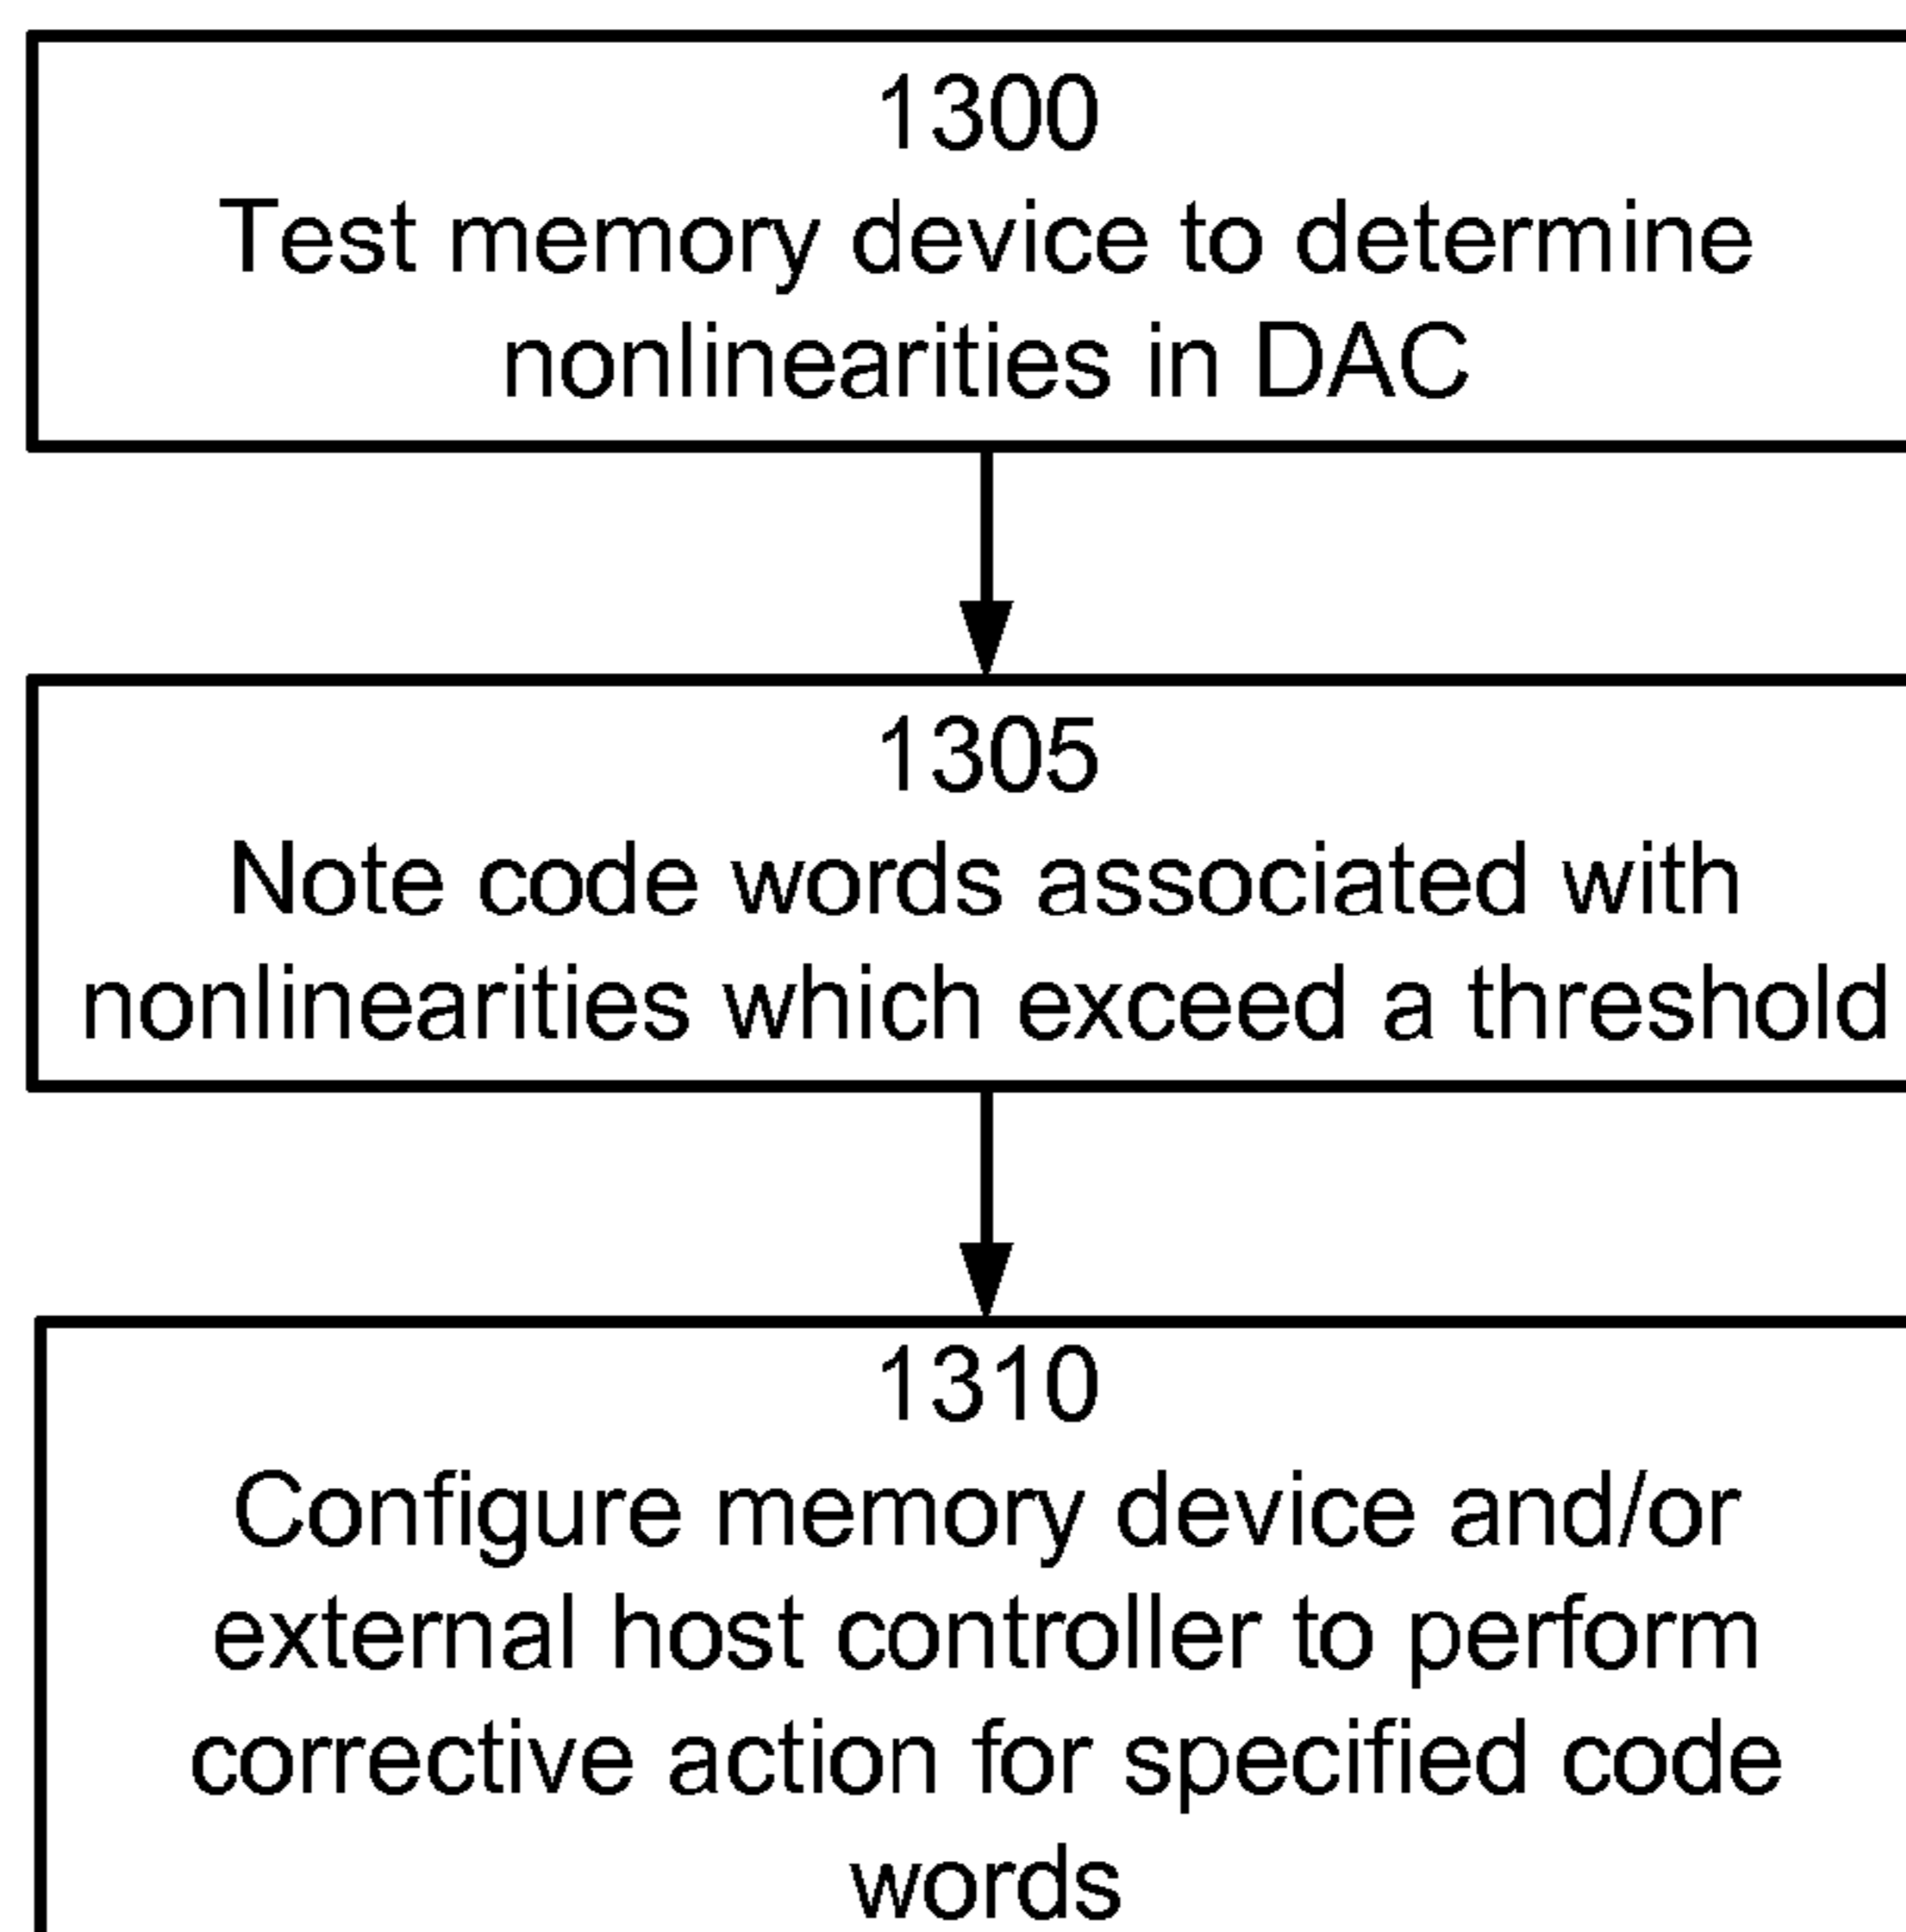 1300
Test memory device to determine
nonlinearities in DAC
1305
Note code words associated with
nonlinearities which exceed a threshold
1310
Configure memory device and/or
external host controller to perform
corrective action for specified code
words